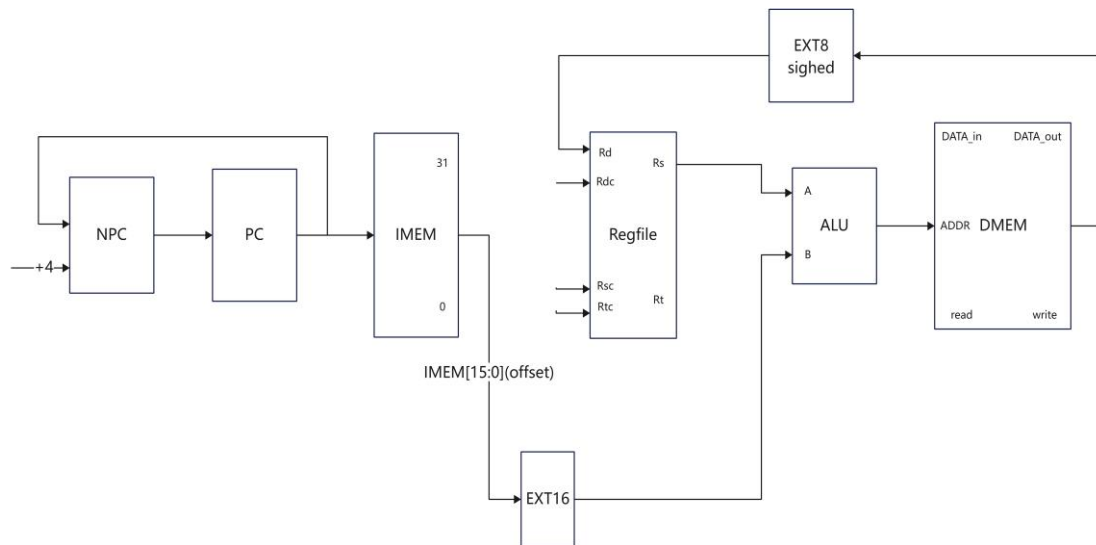 EXT8
sighed
DATA_in
DATA_out
31
Rd
Rs
Rdc
A
NPC
PC
IMEM
Regfile
ALU
ADDR
DMEM
B
+4
Rsc
Rt
Rtc
0
read
write
IMEM[15:0](offset)
EXT16